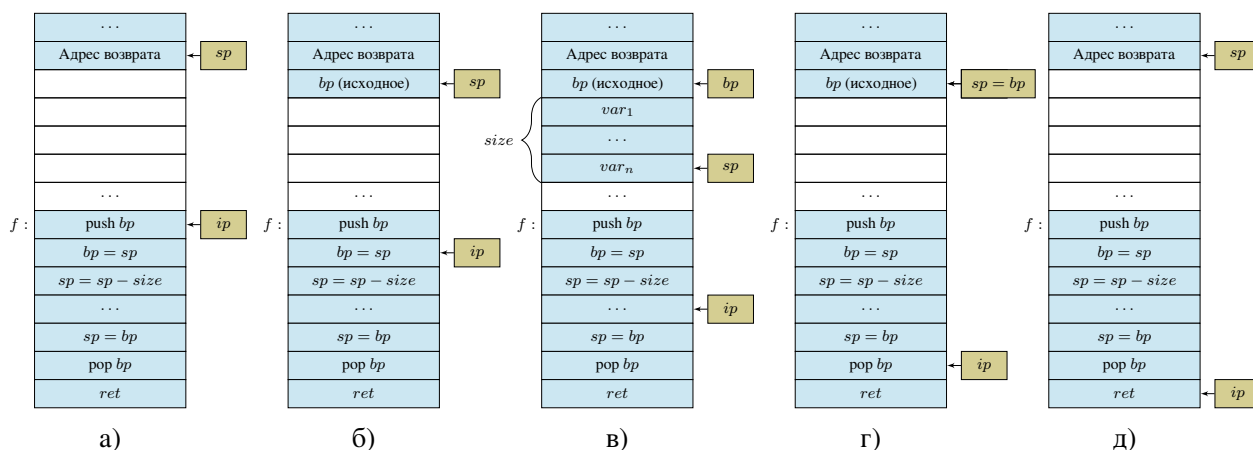 ...
Адрес возврата
sp
...
f :
push bp
ip
bp = sp
sp = sp − size
...
sp = bp
pop bp
ret
а)
...
Адрес возврата
bp (исходное)
sp
...
f :
push bp
bp = sp
ip
sp = sp − size
...
sp = bp
pop bp
ret
б)
...
Адрес возврата
bp (исходное)
bp
var1
size
...
varn
sp
...
f :
push bp
bp = sp
sp = sp − size
...
ip
sp = bp
pop bp
ret
в)
...
Адрес возврата
bp (исходное)
sp = bp
...
f :
push bp
bp = sp
sp = sp − size
...
sp = bp
pop bp
ip
ret
г)
...
Адрес возврата
sp
...
f :
push bp
bp = sp
sp = sp − size
...
sp = bp
pop bp
ret
ip
д)